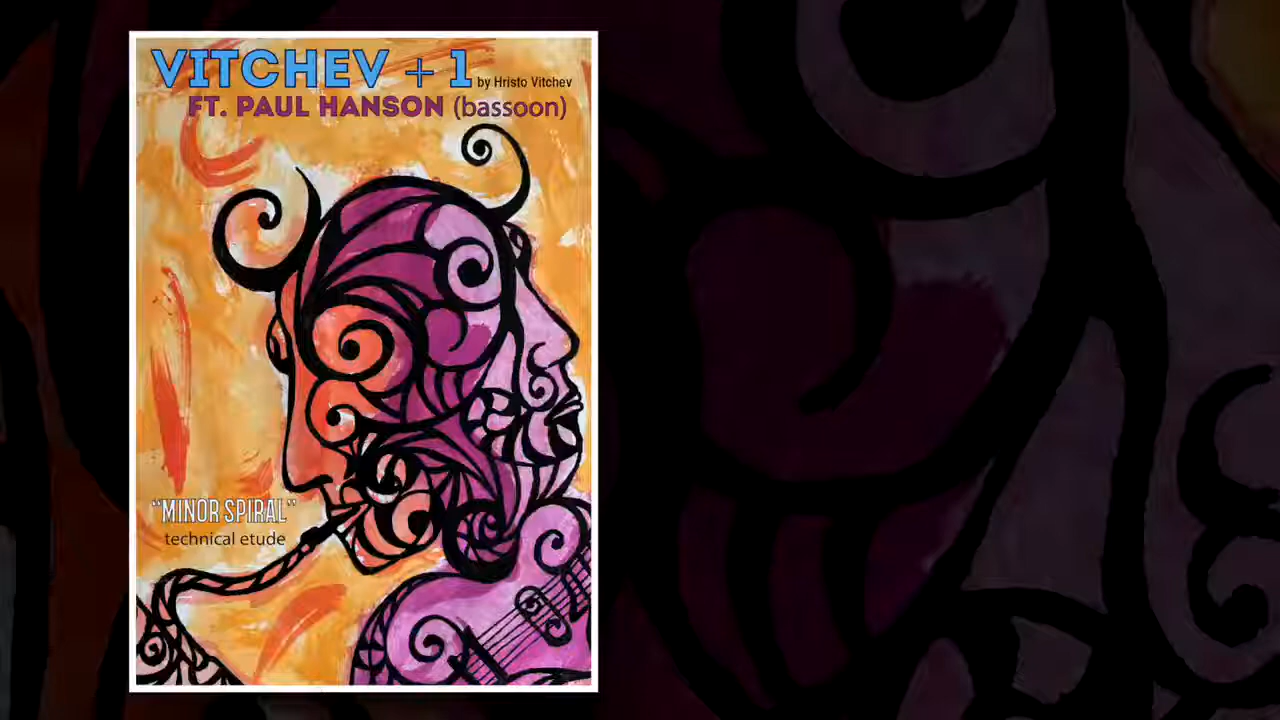 VITCHEV + 1 by Hristo Vitchev
FT. PAUL HANSON (bassoon)
"MINOR SPIRAL"
technical etude